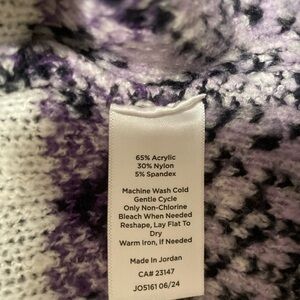 65% Acrylic
30% Nylon
5% Spandex
Machine Wash Cold
Gentle Cycle
Only Non-Chlorine
Bleach When Needed
Reshape, Lay Flat To
Dry
Warm Iron, if Needed
Made in Jordan
CA# 23147
JO5161 06/24